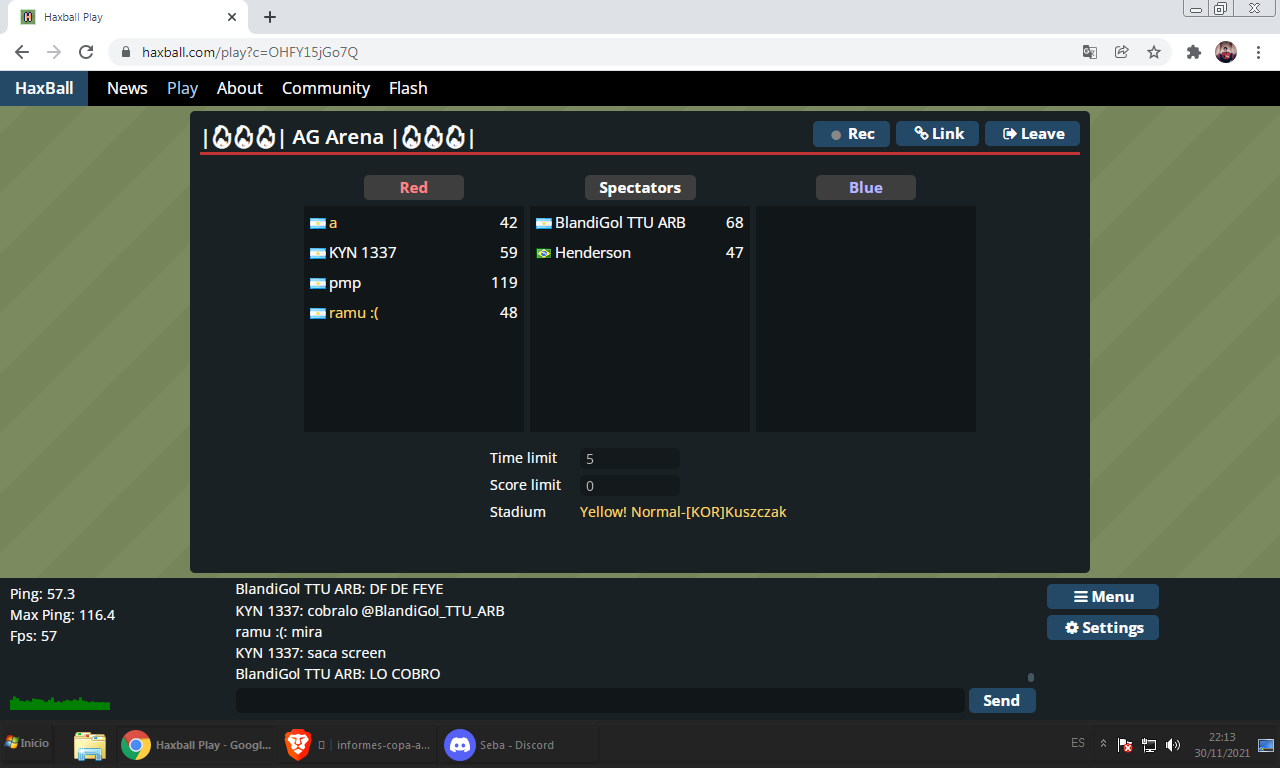 Haxball Play
haxball.com/play?c=OHFY15jGo7Q
HaxBall News Play About Community Flash
| | AG Arena | |
Rec Link Leave
Red Spectators Blue
a 42
KYN 1337 59
pmp 119
ramu :( 48
BlandiGol TTU ARB 68
Henderson 47
Time limit 5
Score limit 0
Stadium Yellow! Normal-[KOR]Kuszczak
Ping: 57.3
Max Ping: 116.4
Fps: 57
BlandiGol TTU ARB: DF DE FEYE
KYN 1337: cobralo @BlandiGol_TTU_ARB
ramu :(: mira
KYN 1337: saca screen
BlandiGol TTU ARB: LO COBRO
Send
Menu
Settings
Inicio
Haxball Play - Googl...
| informes-copa-a...
Seba - Discord
ES
22:13
30/11/2021